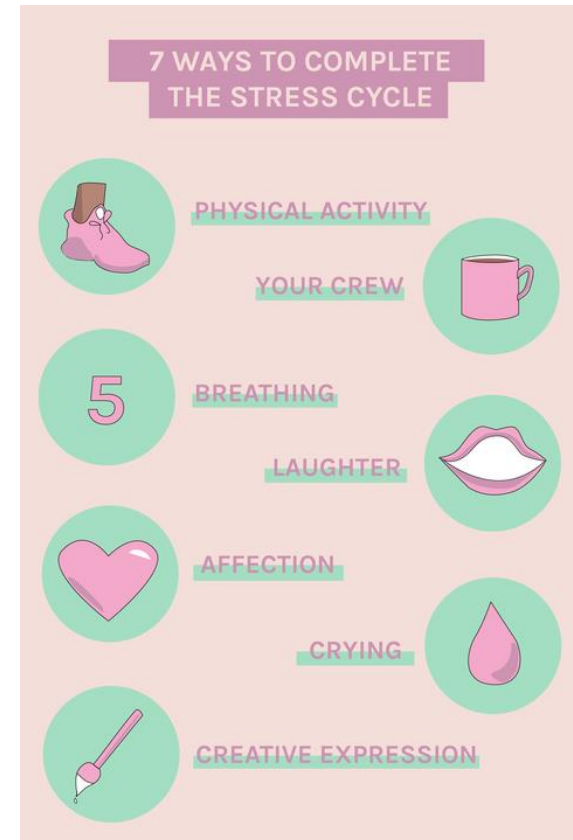 7 WAYS TO COMPLETE
THE STRESS CYCLE
PHYSICAL ACTIVITY
YOUR CREW
5
BREATHING
LAUGHTER
AFFECTION
CRYING
CREATIVE EXPRESSION